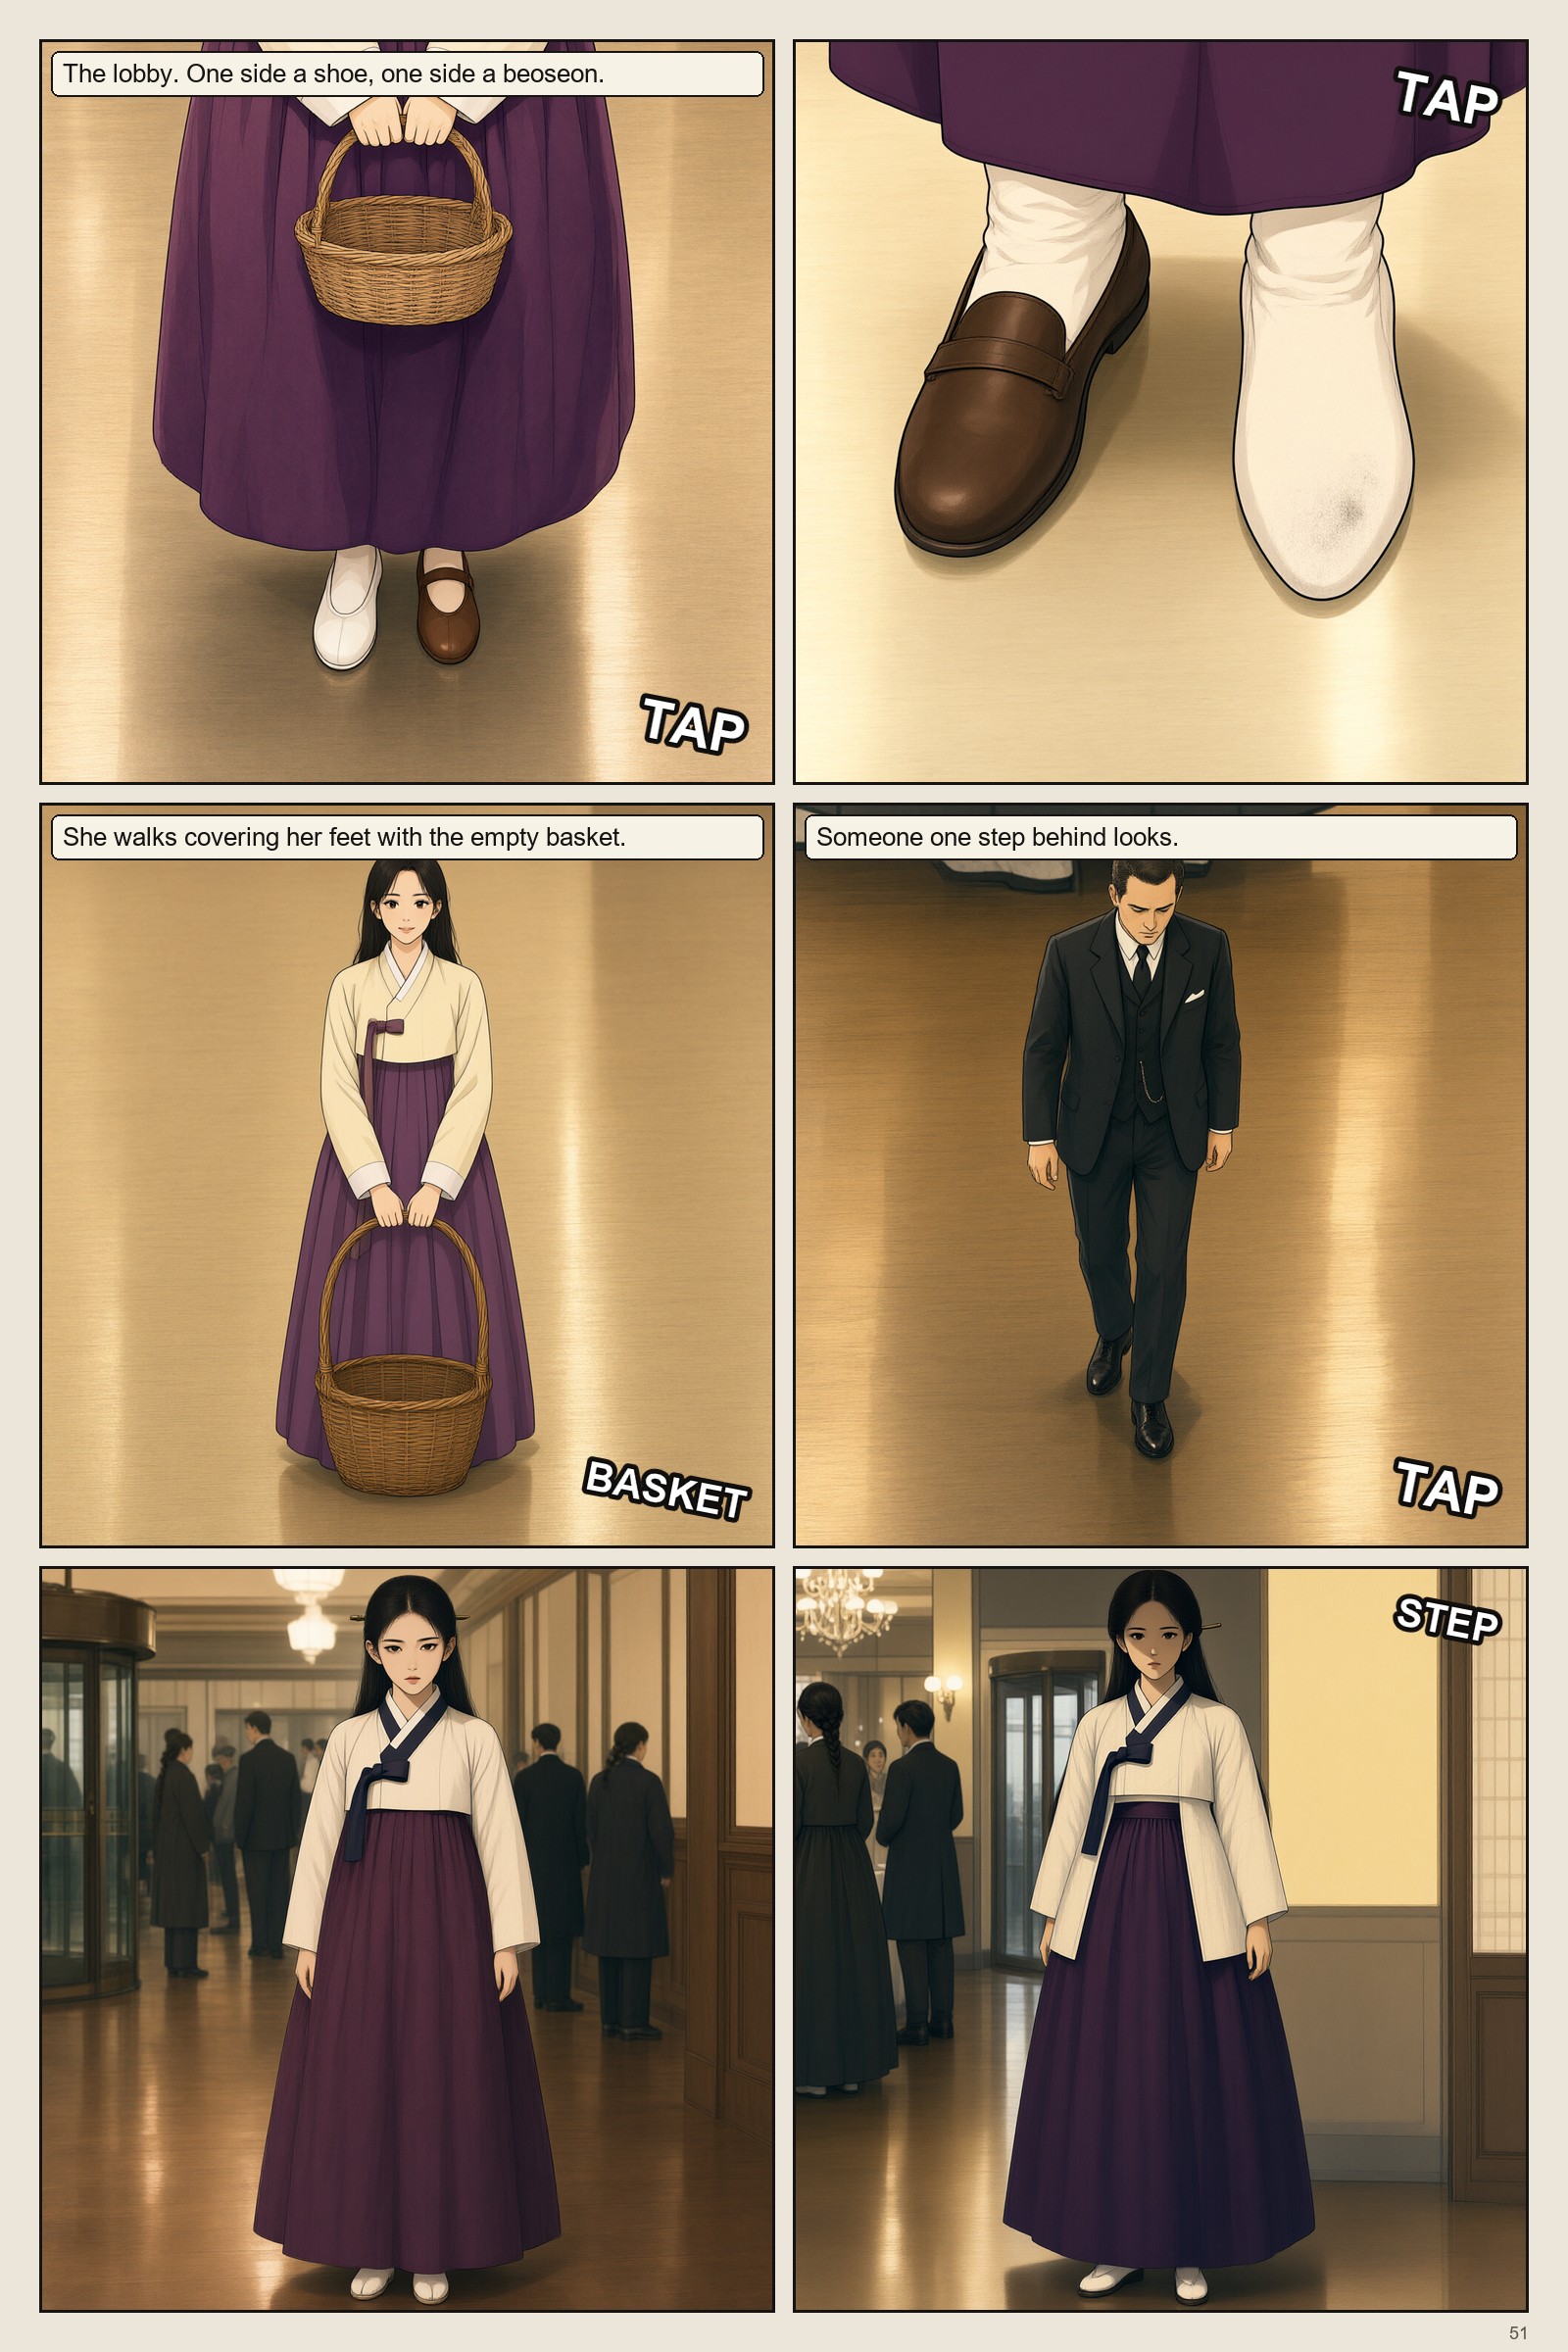 The lobby. One side a shoe, one side a beoseon.
TAP
TAP
She walks covering her feet with the empty basket.
BASKET
Someone one step behind looks.
TAP
STEP
51